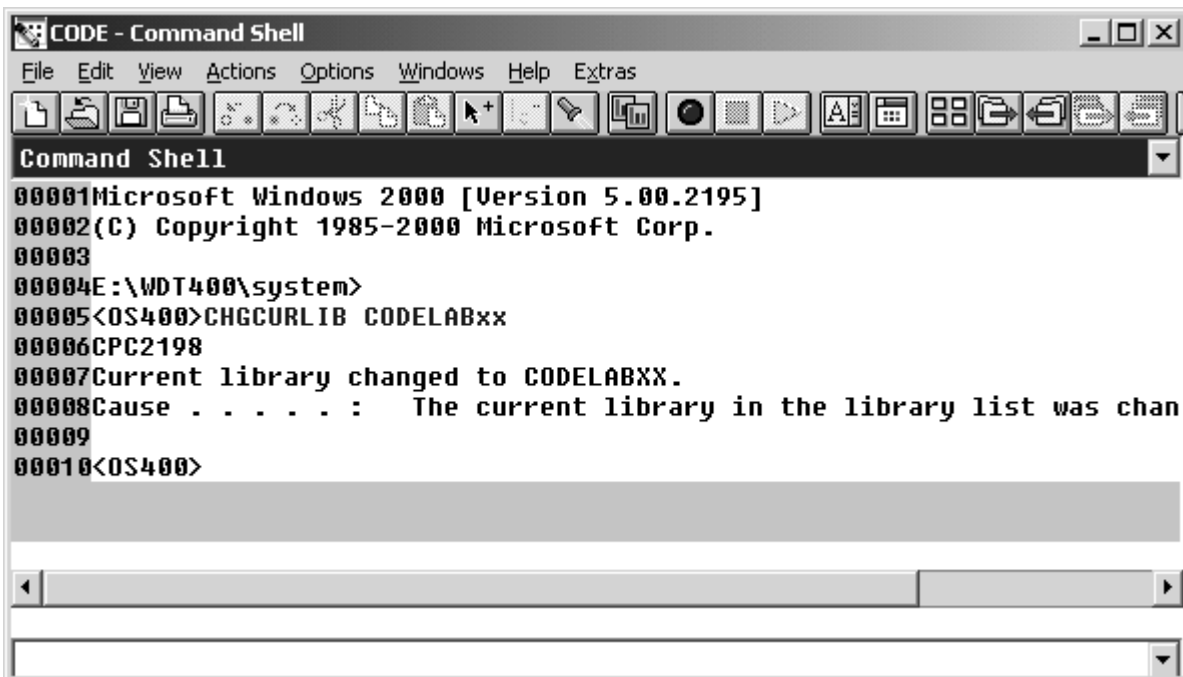 CODE - Command Shell
File Edit View Actions Options Windows Help Extras
Command Shell
00001Microsoft Windows 2000 [Version 5.00.2195]
00002(C) Copyright 1985-2000 Microsoft Corp.
00003
00004E:\WDT400\system>
00005<OS400>CHGCURLIB CODELABxx
00006CPC2198
00007Current library changed to CODELABXX.
00008Cause . . . . . :   The current library in the library list was chan
00009
00010<OS400>